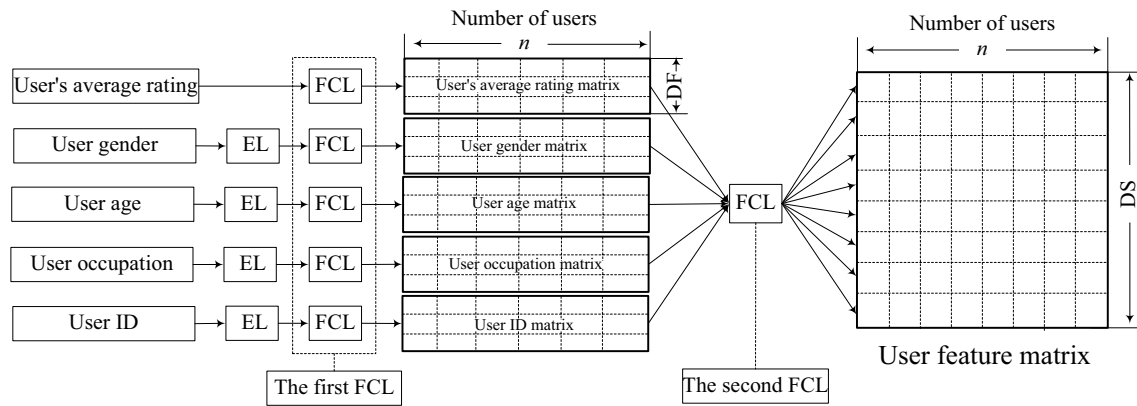 Number of users
n
User's average rating
FCL
User's average rating matrix
DF
User gender
EL
FCL
User gender matrix
User age
EL
FCL
User age matrix
User occupation
EL
FCL
User occupation matrix
User ID
EL
FCL
User ID matrix
The first FCL
FCL
The second FCL
Number of users
n
DS
User feature matrix